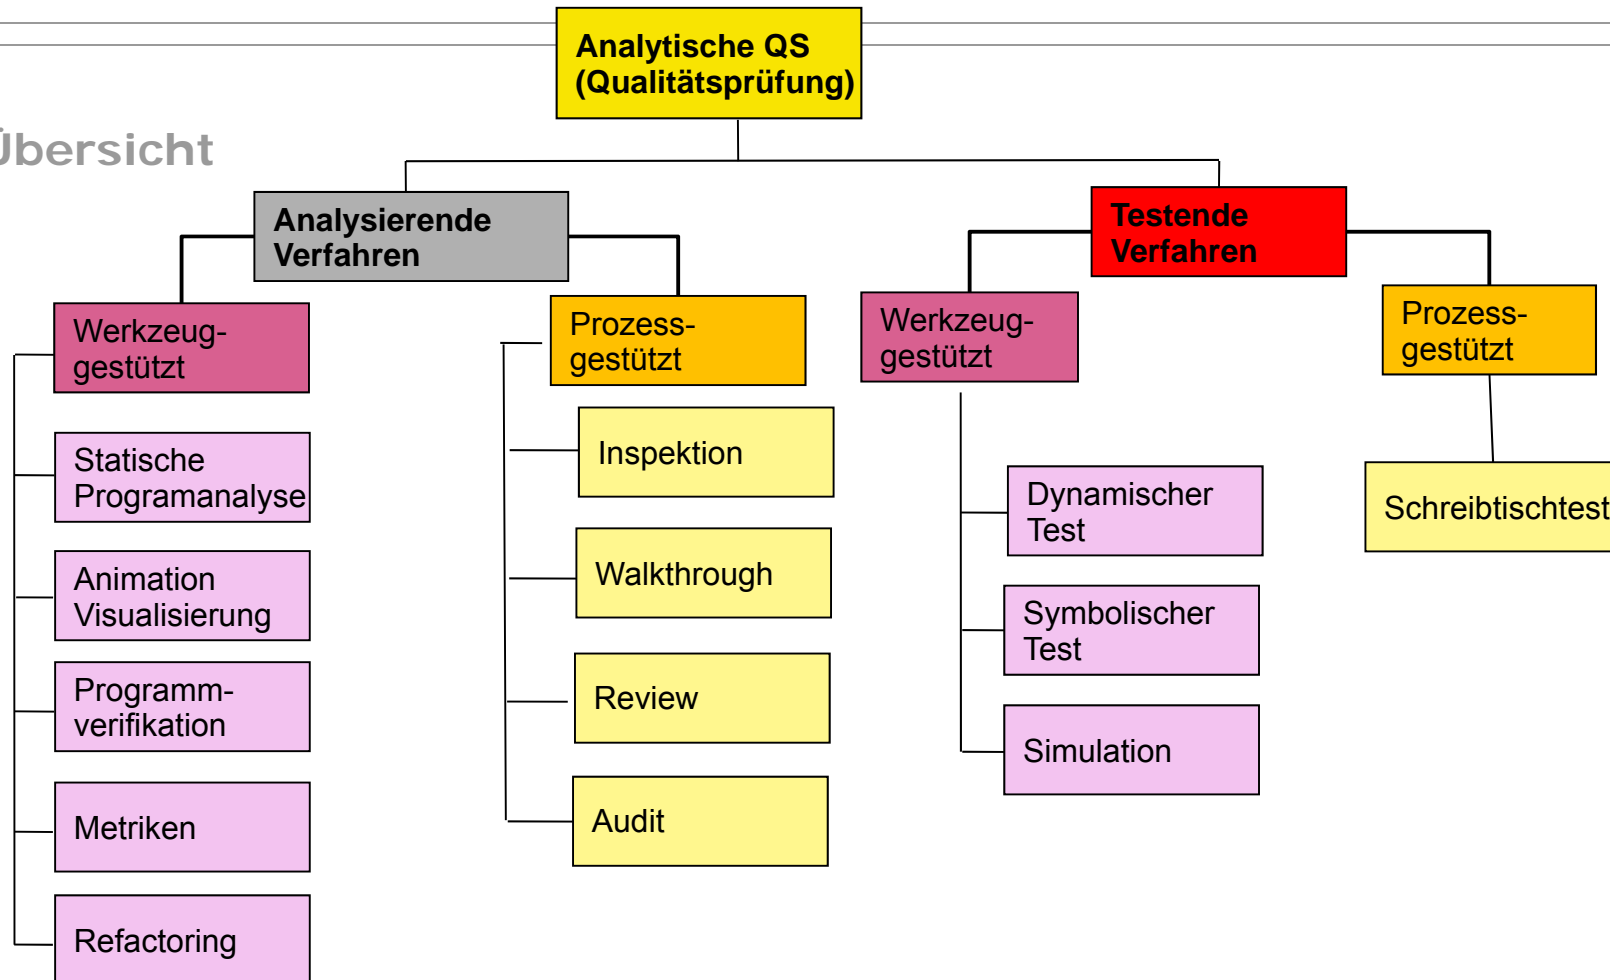 Analytische QS
(Qualitätsprüfung)
Übersicht
Analysierende
Verfahren
Testende
Verfahren
Werkzeug-
gestützt
Prozess-
gestützt
Werkzeug-
gestützt
Prozess-
gestützt
Statische
Programanalyse
Animation
Visualisierung
Programm-
verifikation
Metriken
Refactoring
Inspektion
Walkthrough
Review
Audit
Dynamischer
Test
Symbolischer
Test
Simulation
Schreibtischtest